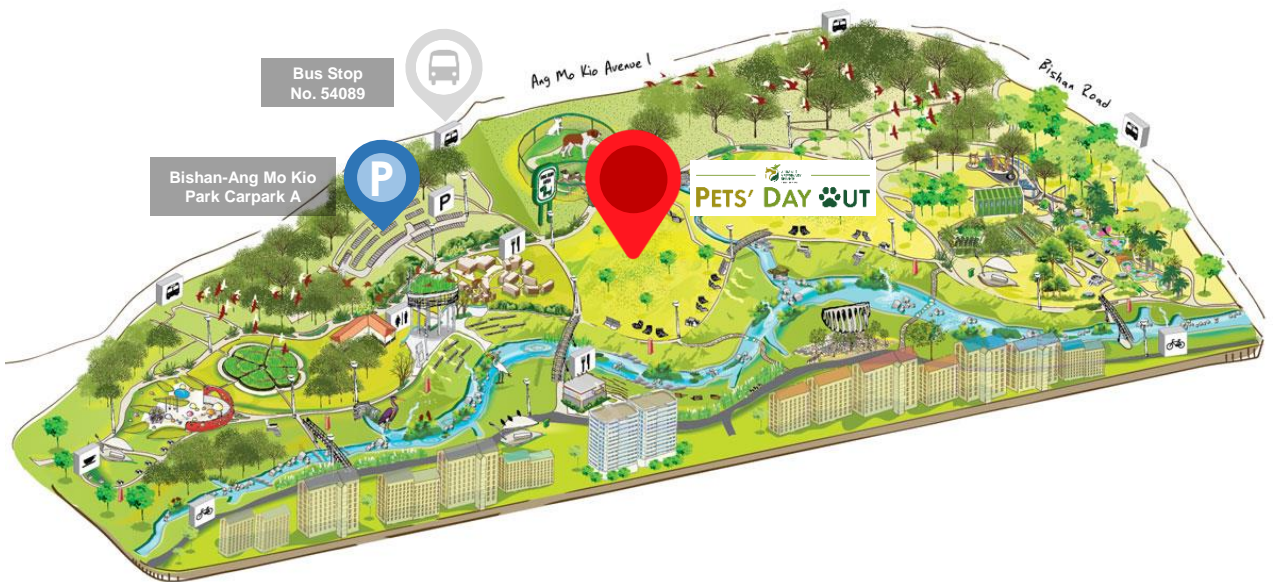 Ang Mo Kio Avenue 1
Bishan Road
Bus Stop
No. 54089
Bishan-Ang Mo Kio
Park Carpark A
P
P
PETS' DAY OUT